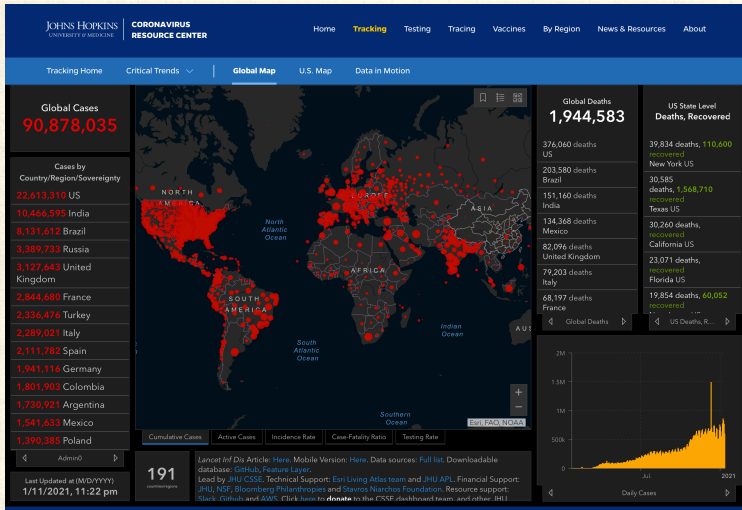 JOHNS HOPKINS
UNIVERSITY of MEDICINE
CORONAVIRUS
RESOURCE CENTER
Home
Tracking
Testing
Tracing
Vaccines
By Region
News & Resources
About
Tracking Home
Critical Trends
Global Map
U.S. Map
Data in Motion
Global Cases
90,878,035
Cases by
Country/Region/Sovereignty
22,613,310 US
10,466,595 India
8,131,612 Brazil
3,389,733 Russia
3,127,643 United
Kingdom
2,844,680 France
2,336,476 Turkey
2,289,021 Italy
2,111,782 Spain
1,941,116 Germany
1,801,903 Colombia
1,730,921 Argentina
1,541,633 Mexico
1,390,385 Poland
Admin0
Last Updated at (M/D/YYYY)
1/11/2021, 11:22 pm
NORTH
AMERICA
EUROPE
ASIA
North
Atlantic
Ocean
AFRICA
SOUTH
AMERICA
Indian
Ocean
AUS
South
Atlantic
Ocean
Southern
Ocean
+
−
Esri, FAO, NOAA
Cumulative Cases
Active Cases
Incidence Rate
Case-Fatality Ratio
Testing Rate
191
countries/regions
Lancet Inf Dis Article: Here. Mobile Version: Here. Data sources: Full list. Downloadable
database: GitHub, Feature Layer.
Lead by JHU CSSE. Technical Support: Esri Living Atlas team and JHU APL. Financial Support:
JHU, NSF, Bloomberg Philanthropies and Stavros Niarchos Foundation. Resource support:
Slack, Github and AWS. Click here to donate to the CSSE dashboard team, and other JHU
Global Deaths
1,944,583
376,060 deaths
US
203,580 deaths
Brazil
151,160 deaths
India
134,368 deaths
Mexico
82,096 deaths
United Kingdom
79,203 deaths
Italy
68,197 deaths
France
Global Deaths
US State Level
Deaths, Recovered
39,834 deaths, 110,600
recovered
New York US
30,585
deaths, 1,568,710
recovered
Texas US
30,260 deaths,
recovered
California US
23,071 deaths,
recovered
Florida US
19,854 deaths, 60,052
recovered
US Deaths, R...
2M
1.5M
1M
500k
0
Jul
2021
Daily Cases